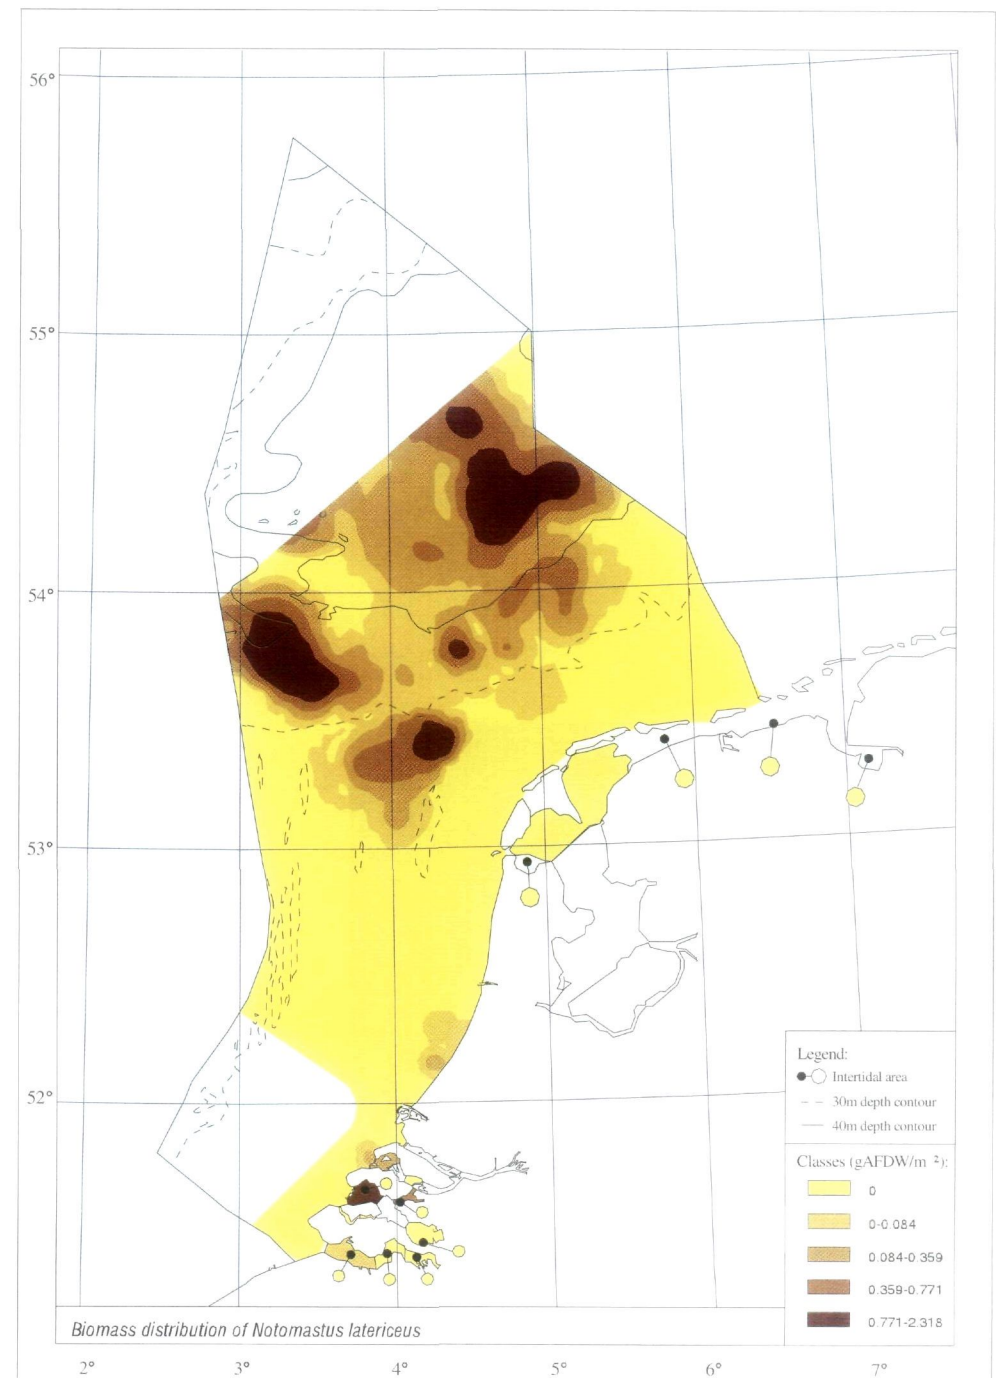 56°
55°
54°
53°
52°
Legend:
Intertidal area
30m depth contour
40m depth contour
Classes (gAFDW/m ²):
0
0-0.084
0.084-0.359
0.359-0.771
0.771-2.318
Biomass distribution of Notomastus latericeus
2° 3° 4° 5° 6° 7°